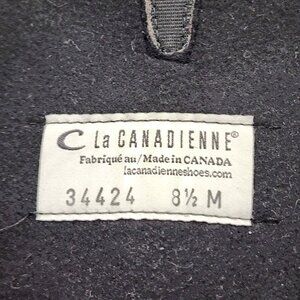 C La CANADIENNE®
Fabriqué au/Made in CANADA
lacanadienneshoes.com
34424 8½ M